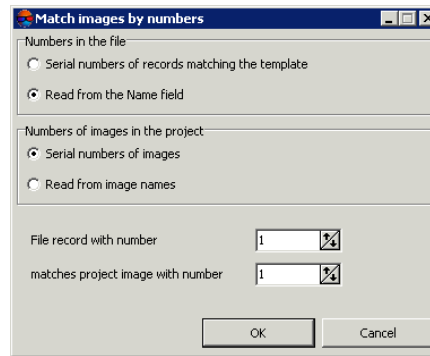 Match images by numbers
Numbers in the file
Serial numbers of records matching the template
Read from the Name field
Numbers of images in the project
Serial numbers of images
Read from image names
File record with number 1
matches project image with number 1
OK Cancel